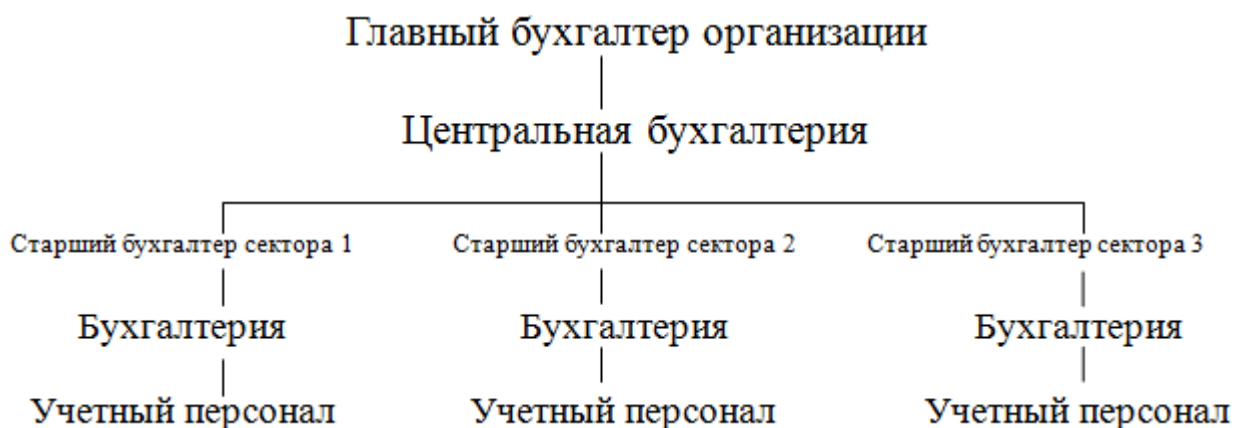 Главный бухгалтер организации
Центральная бухгалтерия
Старший бухгалтер сектора 1 Старший бухгалтер сектора 2 Старший бухгалтер сектора 3
Бухгалтерия Бухгалтерия Бухгалтерия
Учетный персонал Учетный персонал Учетный персонал